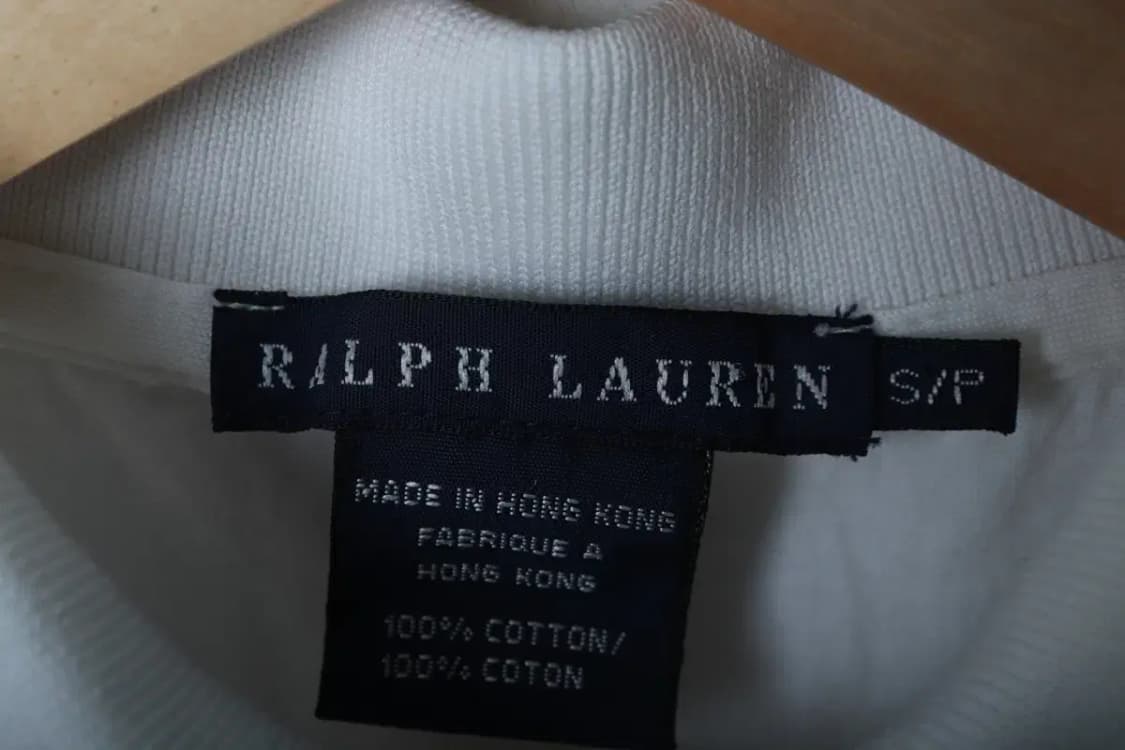 RALPH LAUREN
S/P
MADE IN HONG KONG
FABRIQUE A
HONG KONG
100% COTTON/
100% COTON